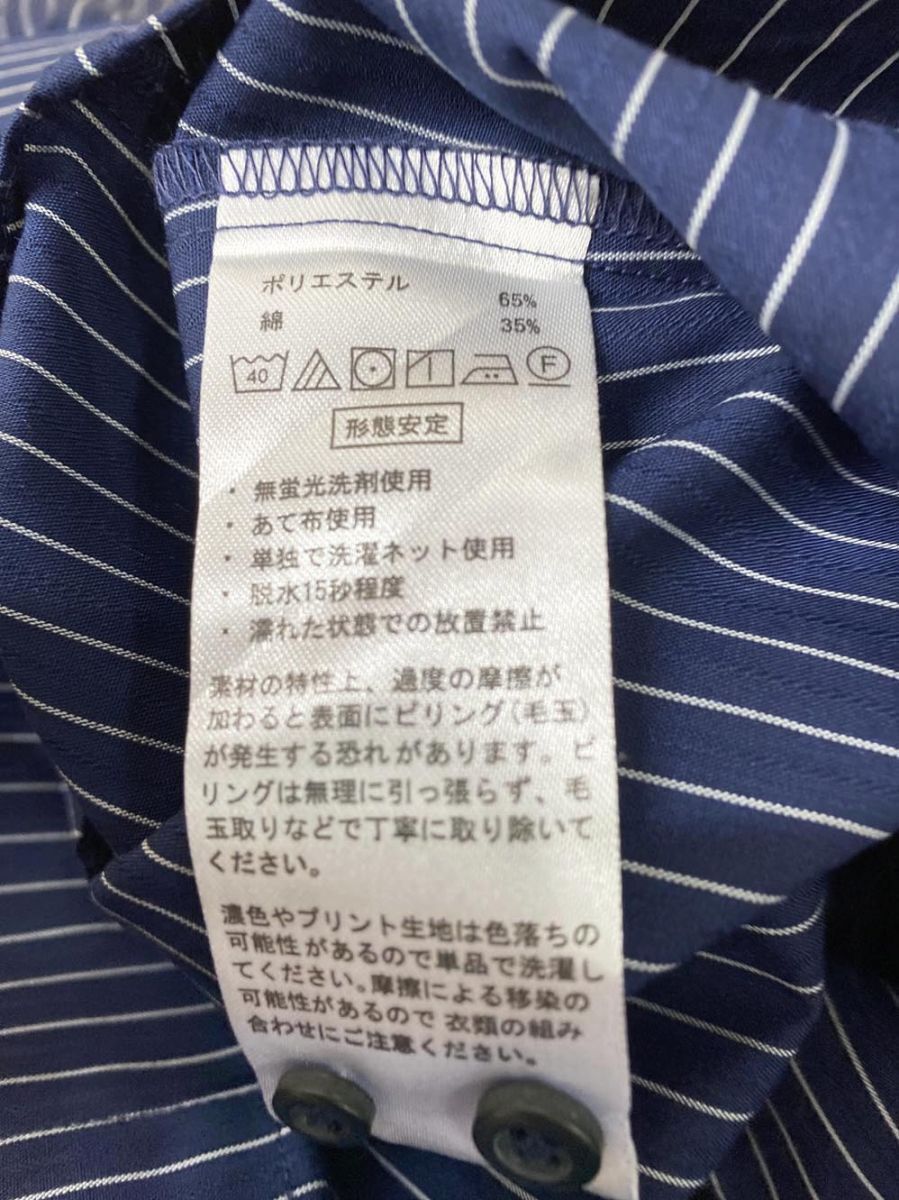 ポリエステル 65%
綿 35%
40 F
形態安定
・無蛍光洗剤使用
・あて布使用
・単独で洗濯ネット使用
・脱水15秒程度
・濡れた状態での放置禁止
素材の特性上、過度の摩擦が
加わると表面にピリング(毛玉)
が発生する恐れがあります。ピ
リングは無理に引っ張らず、毛
玉取りなどで丁寧に取り除いて
ください。
濃色やプリント生地は色落ちの
可能性があるので単品で洗濯し
てください。摩擦による移染の
可能性があるので衣類の組み
合わせにご注意ください。